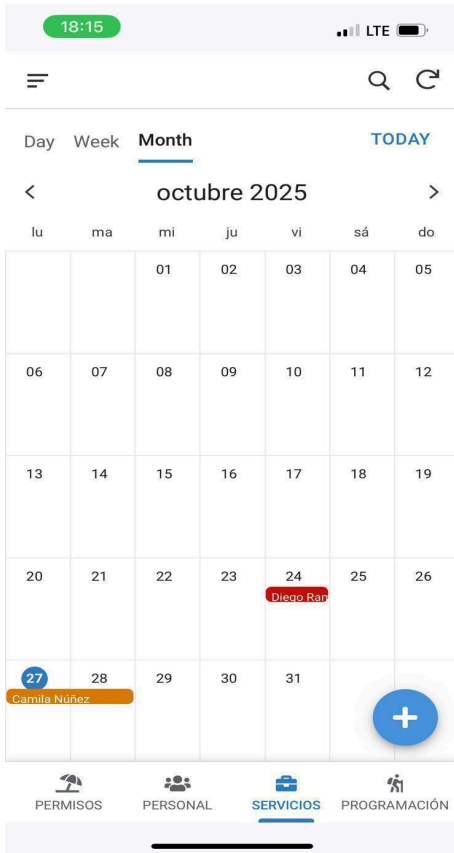 18:15 LTE
Day Week Month TODAY
octubre 2025
lu ma mi ju vi sá do
01 02 03 04 05
06 07 08 09 10 11 12
13 14 15 16 17 18 19
20 21 22 23 24 25 26
Diego Ran
27 28 29 30 31
Camila Núñez
PERMISOS PERSONAL SERVICIOS PROGRAMACIÓN